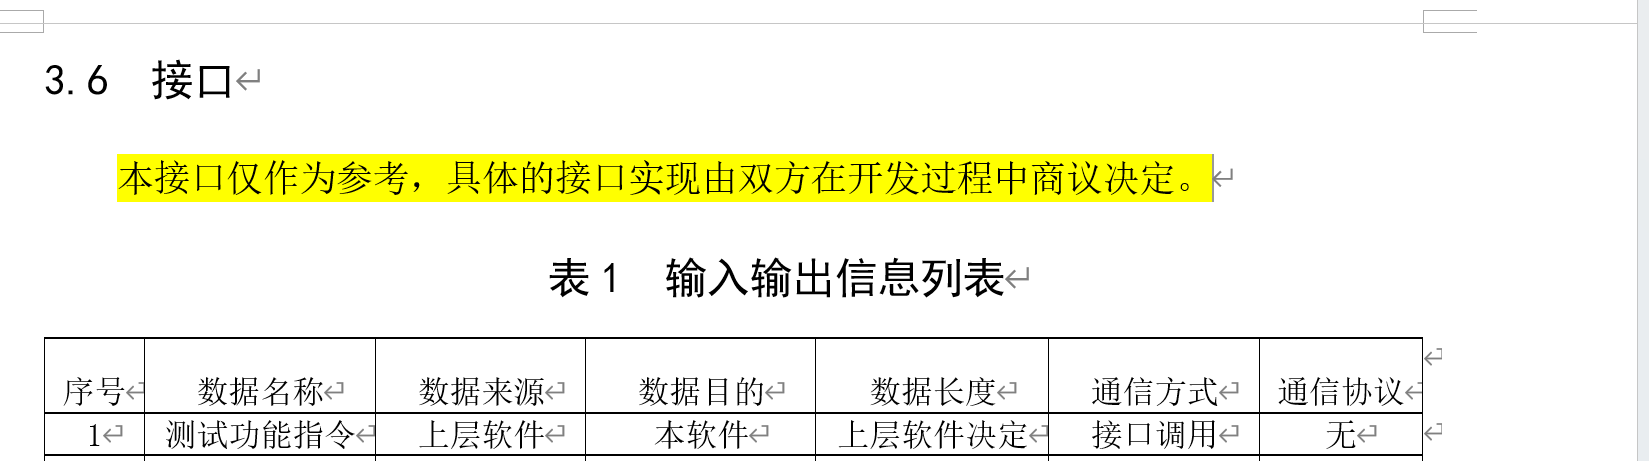 3.6 接口
本接口仅作为参考，具体的接口实现由双方在开发过程中商议决定。
表1 输入输出信息列表
序号 数据名称 数据来源 数据目的 数据长度 通信方式 通信协议
1 测试功能指令 上层软件 本软件 上层软件决定 接口调用 无